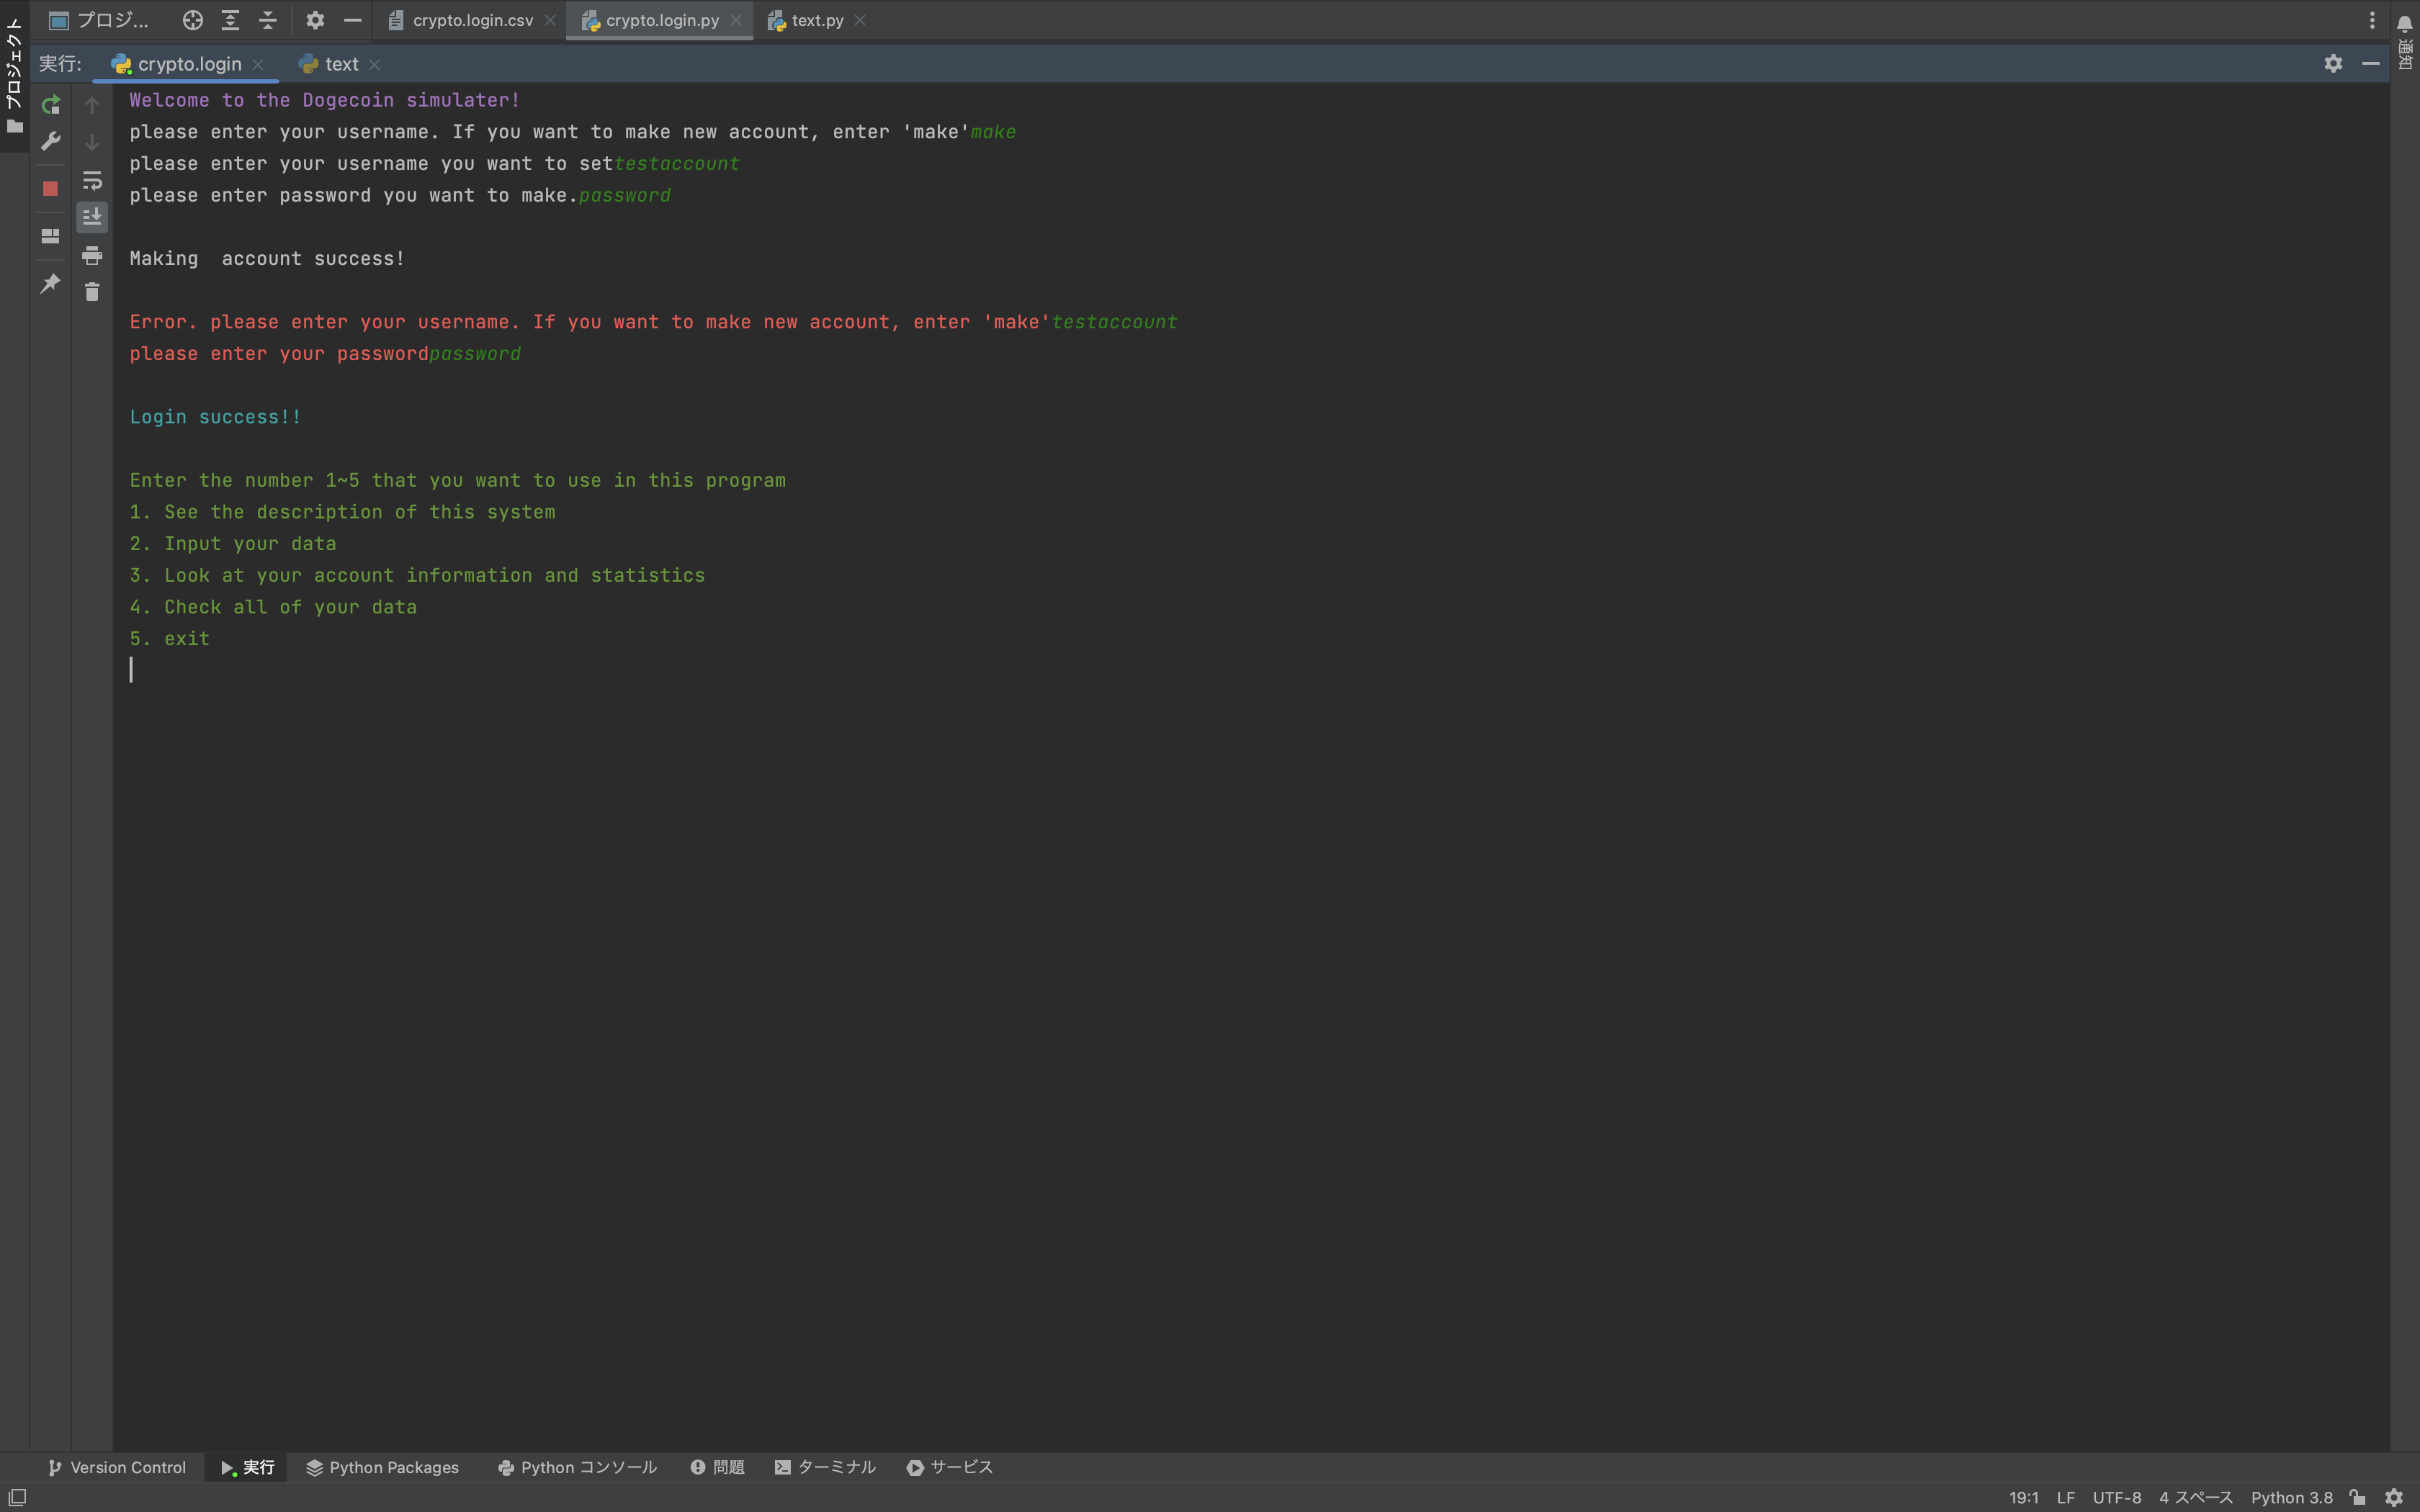 プロジ...
crypto.login.csv
crypto.login.py
text.py
プロジェクト
通知
実行:
crypto.login
text
Welcome to the Dogecoin simulater!
please enter your username. If you want to make new account, enter 'make'make
please enter your username you want to settestaccount
please enter password you want to make.password
Making  account success!
Error. please enter your username. If you want to make new account, enter 'make'testaccount
please enter your passwordpassword
Login success!!
Enter the number 1~5 that you want to use in this program
1. See the description of this system
2. Input your data
3. Look at your account information and statistics
4. Check all of your data
5. exit
Version Control
実行
Python Packages
Python コンソール
問題
ターミナル
サービス
19:1
LF
UTF-8
4 スペース
Python 3.8